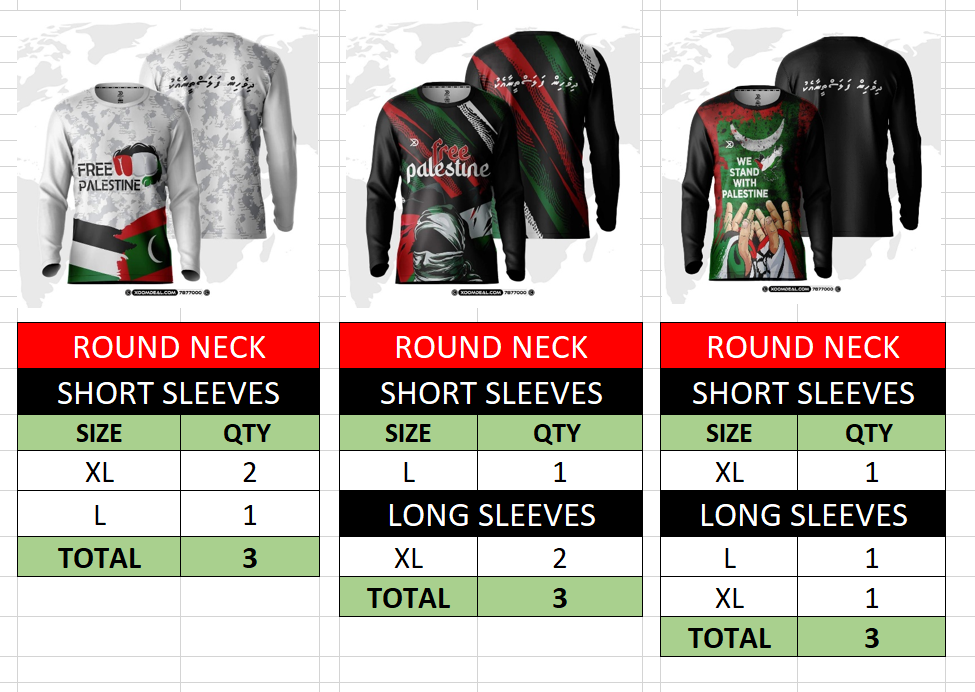 ދިވެހިން ފަލަސްތީނާއެކު
FREE
PALESTINE
XOOMDEAL.COM 7877000
ROUND NECK
SHORT SLEEVES
SIZE QTY
XL 2
L 1
TOTAL 3
ދިވެހިން ފަލަސްތީނާއެކު
free
palestine
XOOMDEAL.COM 7877000
ROUND NECK
SHORT SLEEVES
SIZE QTY
L 1
LONG SLEEVES
XL 2
TOTAL 3
ދިވެހިން ފަލަސްތީނާއެކު
WE
STAND
WITH
PALESTINE
XOOMDEAL.COM 7877000
ROUND NECK
SHORT SLEEVES
SIZE QTY
XL 1
LONG SLEEVES
L 1
XL 1
TOTAL 3